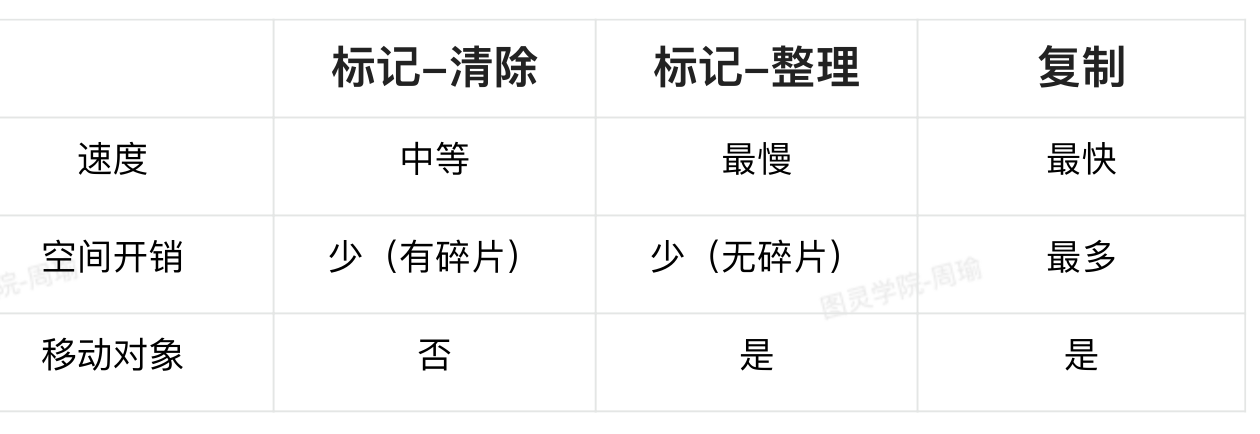 标记–清除 标记–整理 复制
速度 中等 最慢 最快
空间开销 少（有碎片） 少（无碎片） 最多
移动对象 否 是 是
院-周瑜
图灵学院-周瑜